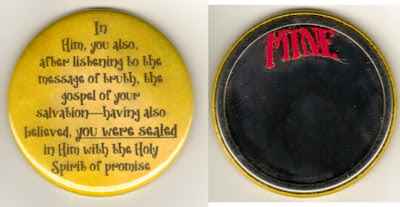 In
Him, you also,
after listening to the
message of truth, the
gospel of your
salvation—having also
believed, you were sealed
in Him with the Holy
Spirit of promise
MINE